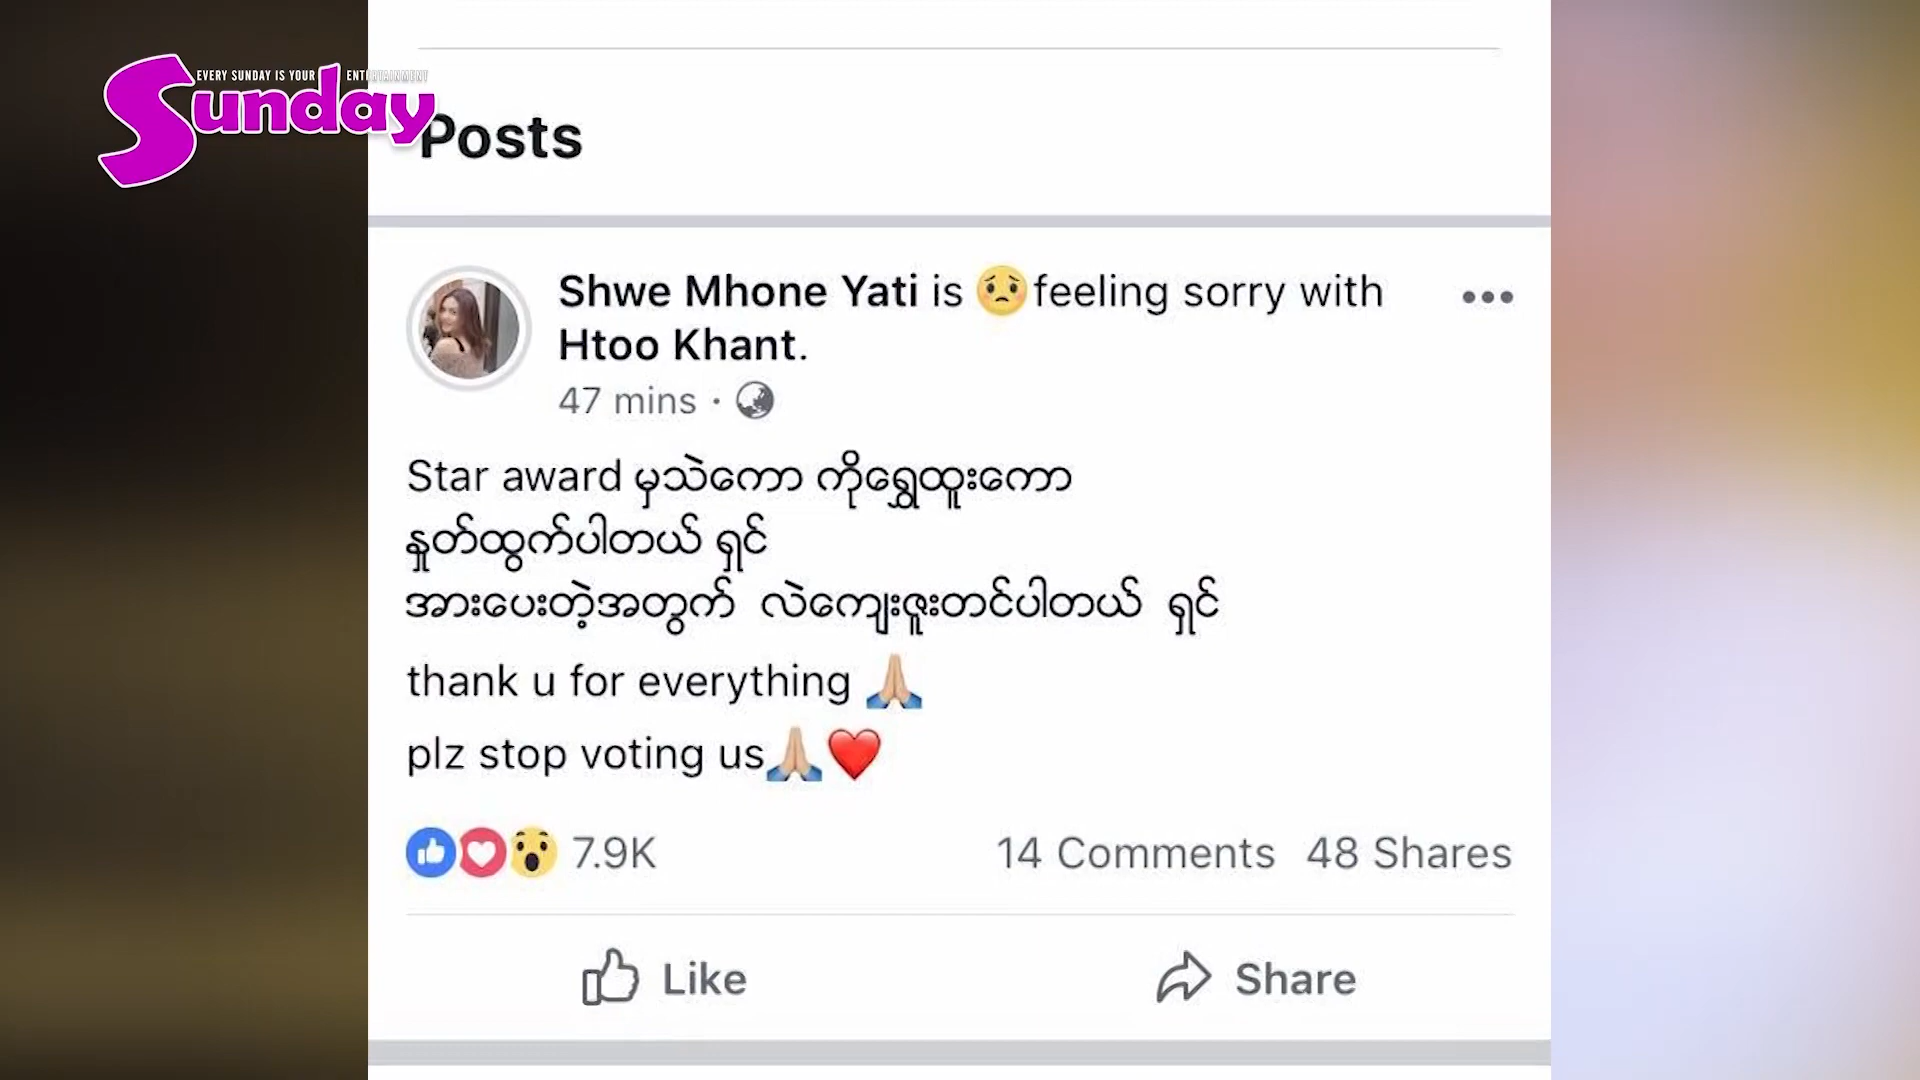 EVERY SUNDAY IS YOUR ENTERTAINMENT
Sunday
Posts
Shwe Mhone Yati is 😟 feeling sorry with
Htoo Khant.
47 mins ·
Star award မှသဲကော ကိုရွှေထူးကော
နှုတ်ထွက်ပါတယ် ရှင်
အားပေးတဲ့အတွက် လဲကျေးဇူးတင်ပါတယ် ရှင်
thank u for everything 🙏🏼
plz stop voting us🙏🏼❤️
7.9K 14 Comments 48 Shares
Like Share